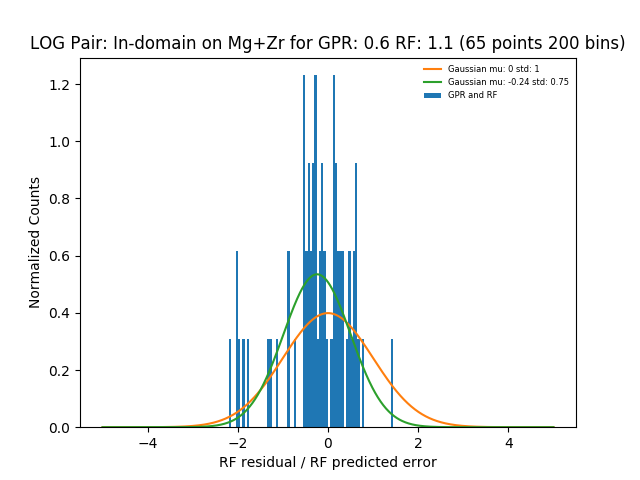 LOG Pair: In-domain on Mg+Zr for GPR: 0.6 RF: 1.1 (65 points 200 bins)
Gaussian mu: 0 std: 1
Gaussian mu: -0.24 std: 0.75
GPR and RF
Normalized Counts
1.2
1.0
0.8
0.6
0.4
0.2
0.0
−4
−2
0
2
4
RF residual / RF predicted error